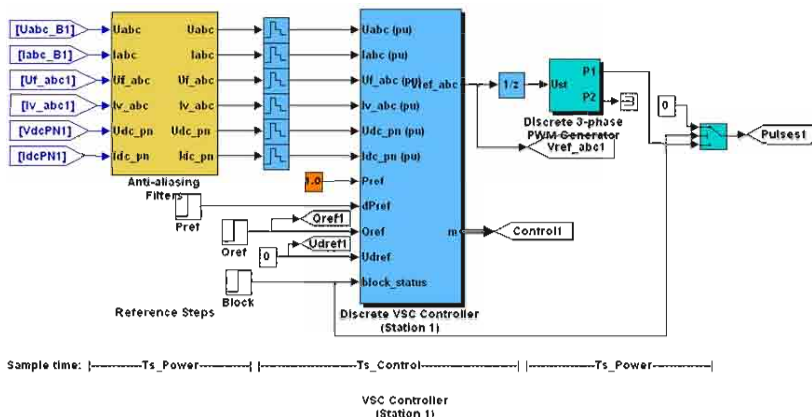 [Uabc_B1]
[Iabc_B1]
[Uf_abc1]
[Iv_abc1]
[VdcPN1]
[IdcPN1]
Uabc
Iabc
Uf_abc
Iv_abc
Udc_pn
Idc_pn
Uabc
Iabc
Uf_abc
Iv_abc
Udc_pn
Idc_pn
Anti-aliasing
Filters
Uabc (pu)
Iabc (pu)
Uf_abc (pu)
Iv_abc (pu)
Udc_pn (pu)
Idc_pn (pu)
Pref
dPref
Qref
Udref
block_status
Vref_abc
m
Discrete VSC Controller
(Station 1)
1.0
Pref
Qref
Qref1
Udref1
0
Block
Reference Steps
1/z
Ust
P1
P2
Discrete 3-phase
PWM Generator
Vref_abc1
0
Pulses1
Control1
Sample time: |-----------Ts_Power-----------| |---------------------Ts_Control---------------------| |--------------Ts_Power--------------|
VSC Controller
(Station 1)